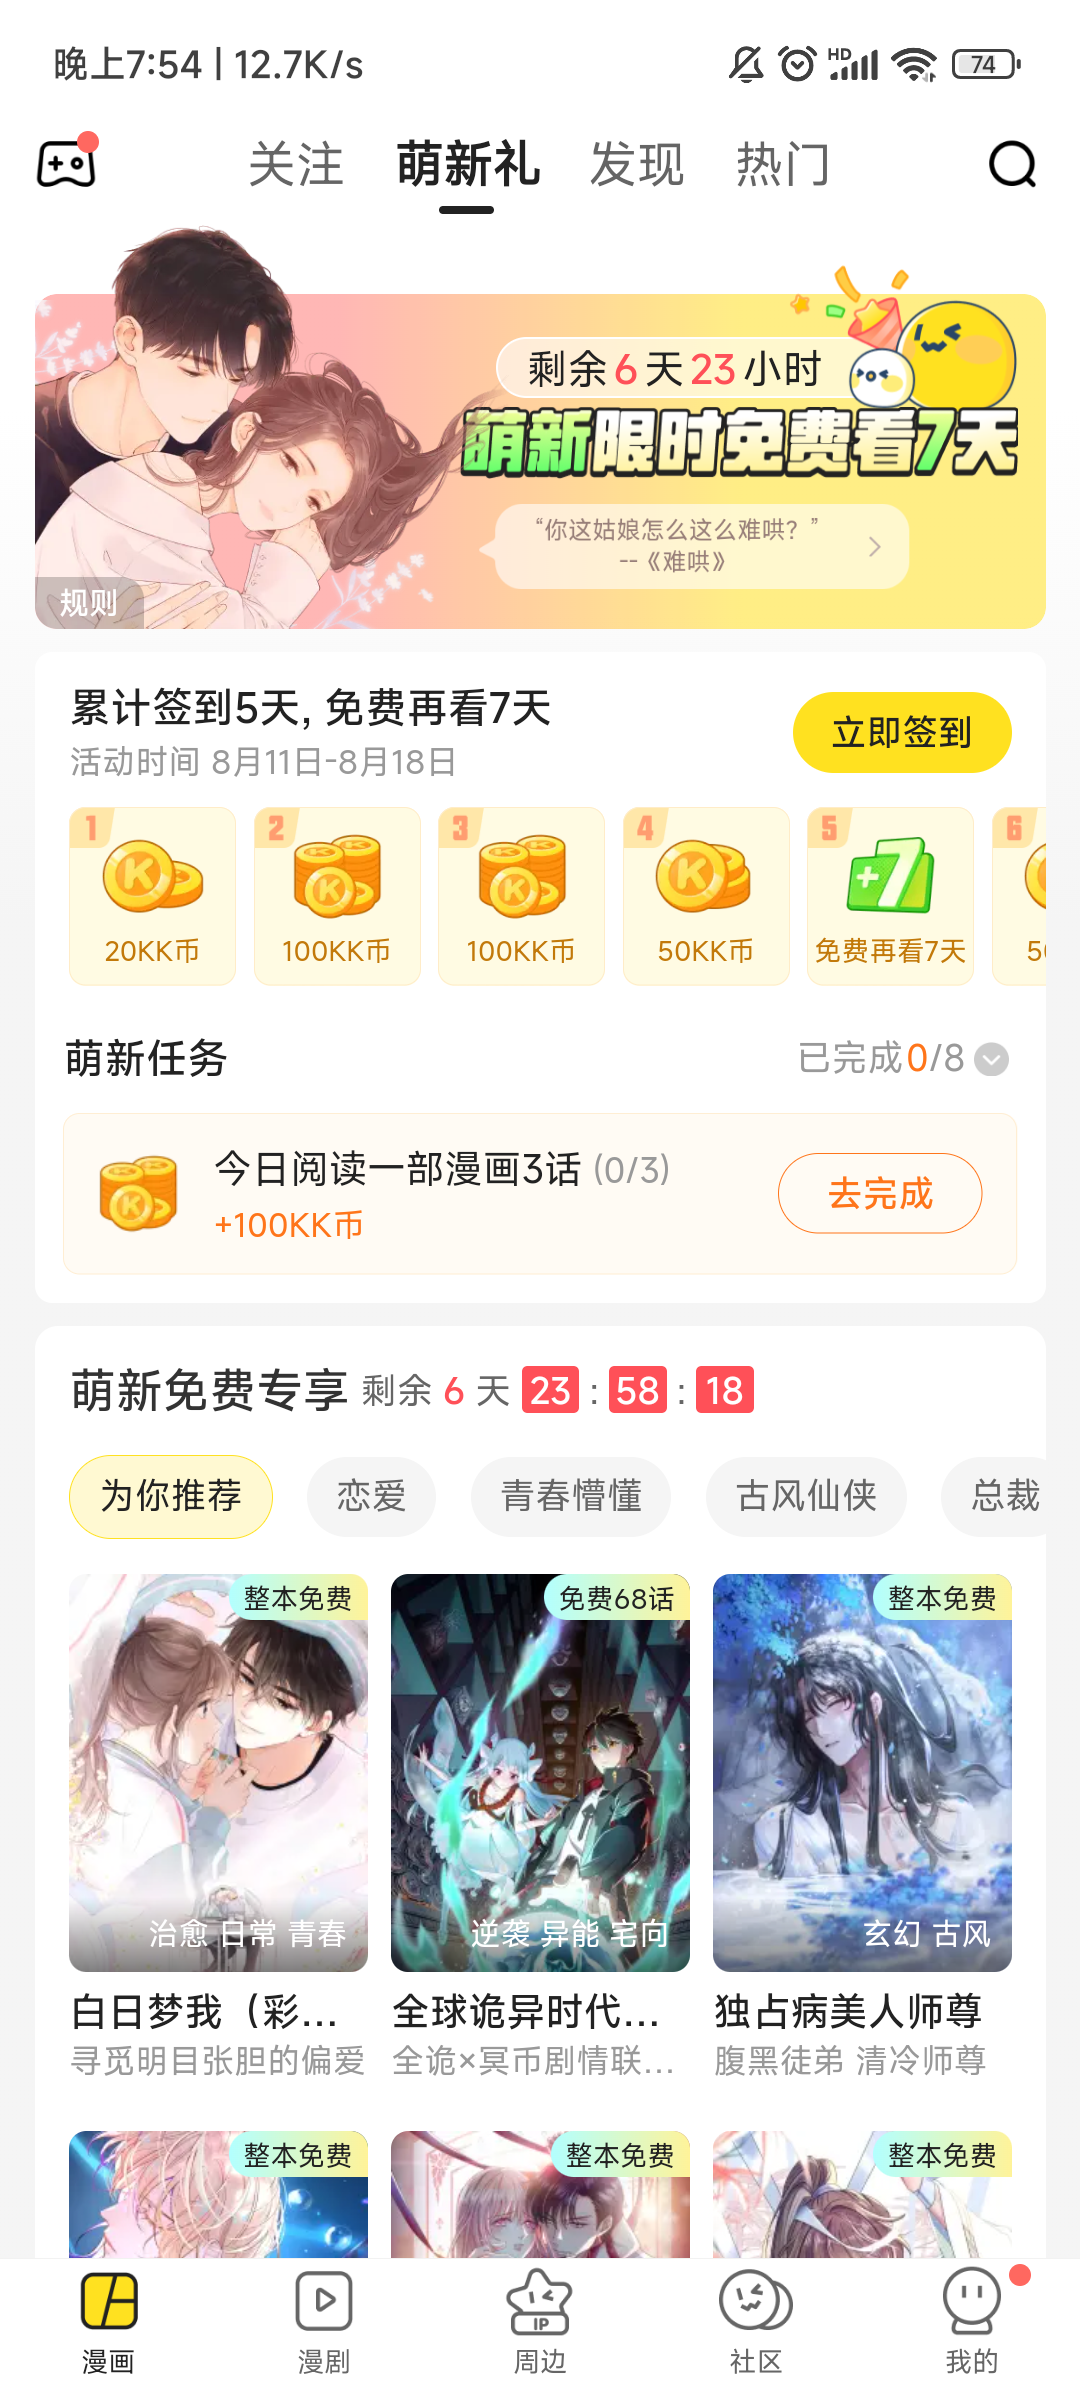 晚上7:54 | 12.7K/s
HD
74
关注 萌新礼 发现 热门
剩余6天23小时
萌新限时免费看7天
“你这姑娘怎么这么难哄？”
--《难哄》
规则
累计签到5天, 免费再看7天
活动时间 8月11日-8月18日
立即签到
1 2 3 4 5 6
+7
20KK币 100KK币 100KK币 50KK币 免费再看7天
萌新任务
已完成0/8
今日阅读一部漫画3话 (0/3)
+100KK币
去完成
萌新免费专享 剩余 6 天 23 : 58 : 18
为你推荐 恋爱 青春懵懂 古风仙侠 总裁
整本免费 免费68话 整本免费
治愈 日常 青春 逆袭 异能 宅向 玄幻 古风
白日梦我（彩... 全球诡异时代... 独占病美人师尊
寻觅明目张胆的偏爱 全诡×冥币剧情联... 腹黑徒弟 清冷师尊
整本免费 整本免费 整本免费
IP
漫画 漫剧 周边 社区 我的